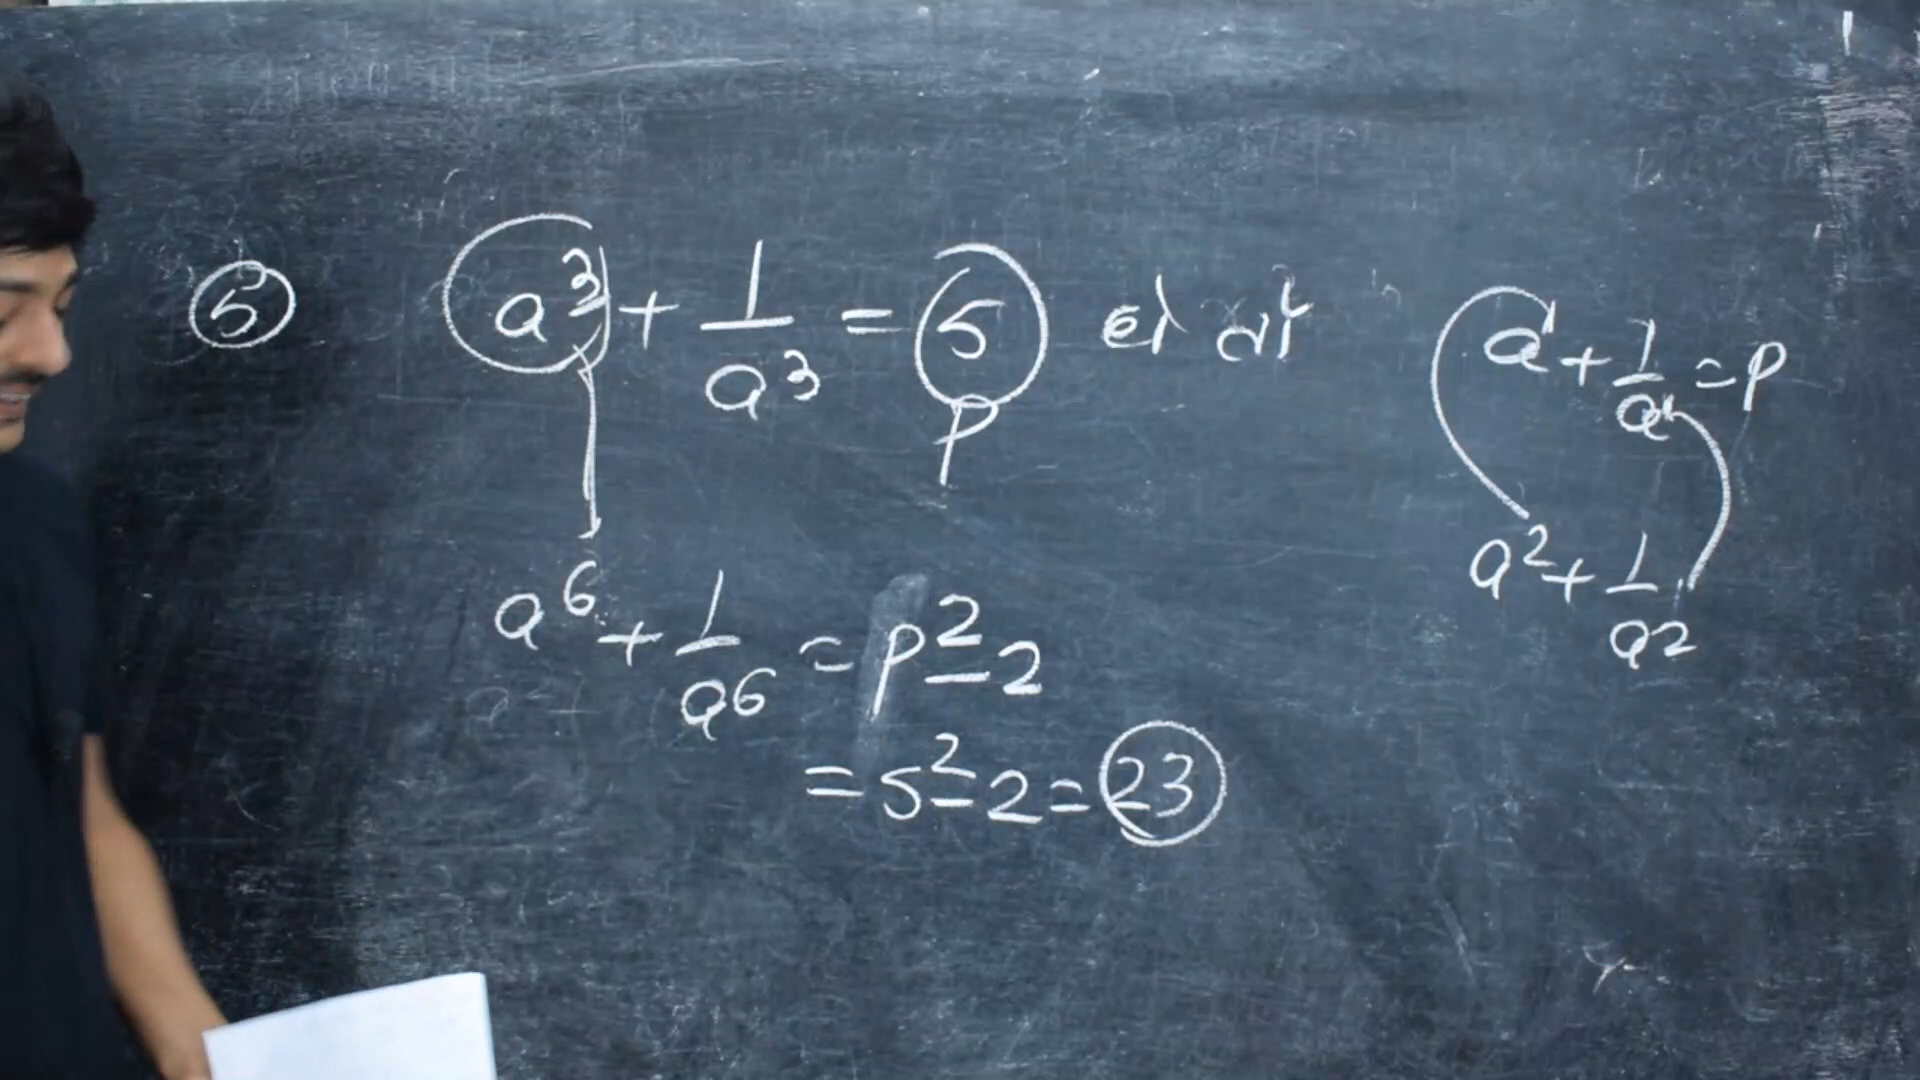 ⑤ a³ + 1/a³ = 5 હોય તો
P
a⁶ + 1/a⁶ = P² - 2
= 5² - 2 = 23
a¹ + 1/a¹ = P
a² + 1/a²